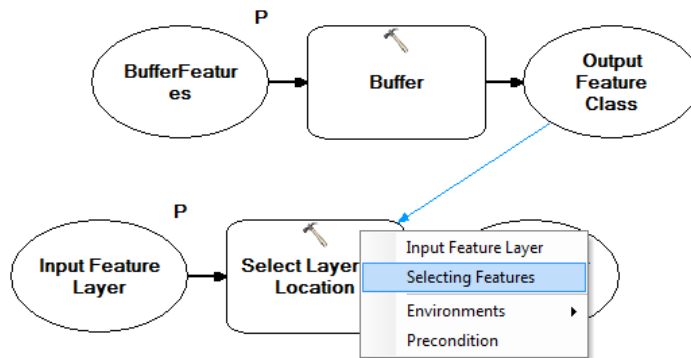 P
BufferFeatur
es
Buffer
Output
Feature
Class
P
Input Feature
Layer
Select Layer
Location
Input Feature Layer
Selecting Features
Environments
Precondition